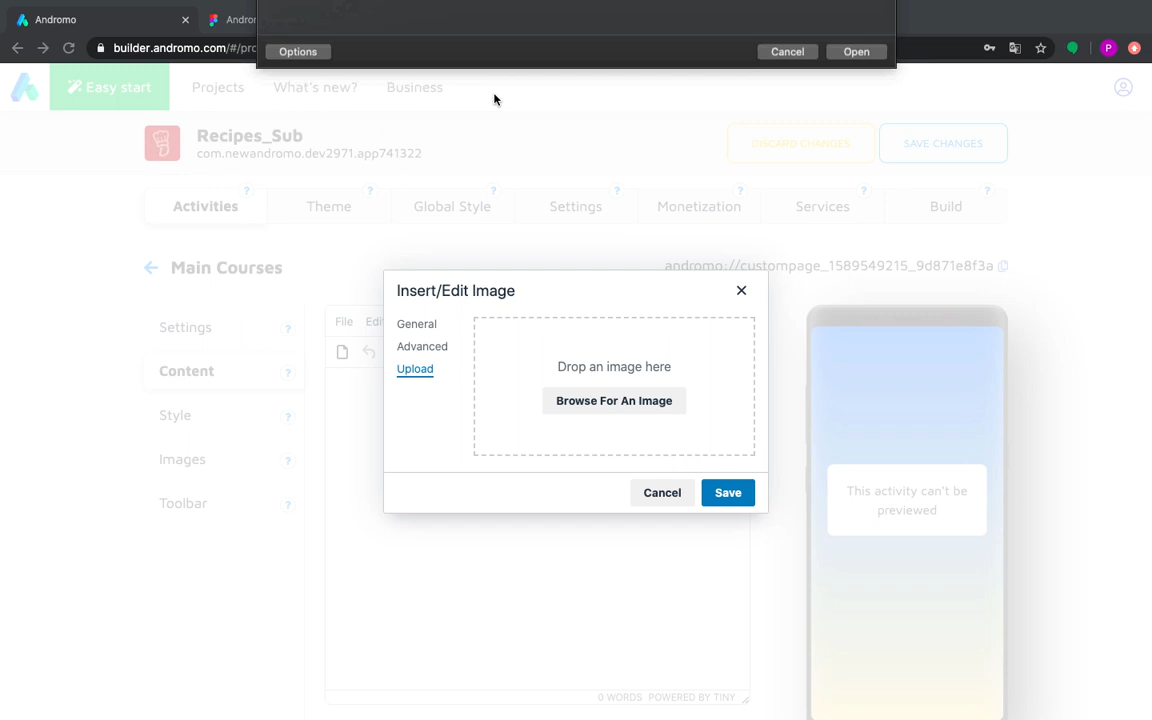 Andromo
Andro
builder.andromo.com/#/pro
P
Options
Cancel
Open
Easy start
Projects
What's new?
Business
Recipes_Sub
com.newandromo.dev2971.app741322
DISCARD CHANGES
SAVE CHANGES
?
?
?
?
?
?
?
Activities
Theme
Global Style
Settings
Monetization
Services
Build
Main Courses
andromo://custompage_1589549215_9d871e8f3a
Settings
?
Content
?
Style
?
Images
?
Toolbar
?
File
Edi
Insert/Edit Image
General
Advanced
Upload
Drop an image here
Browse For An Image
Cancel
Save
This activity can't be
previewed
0 WORDS POWERED BY TINY